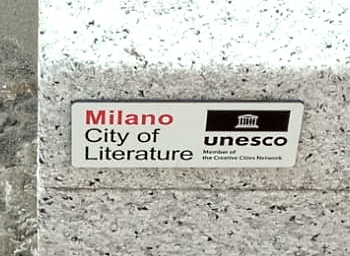 Milano
City of
Literature
unesco
Member of
the Creative Cities Network